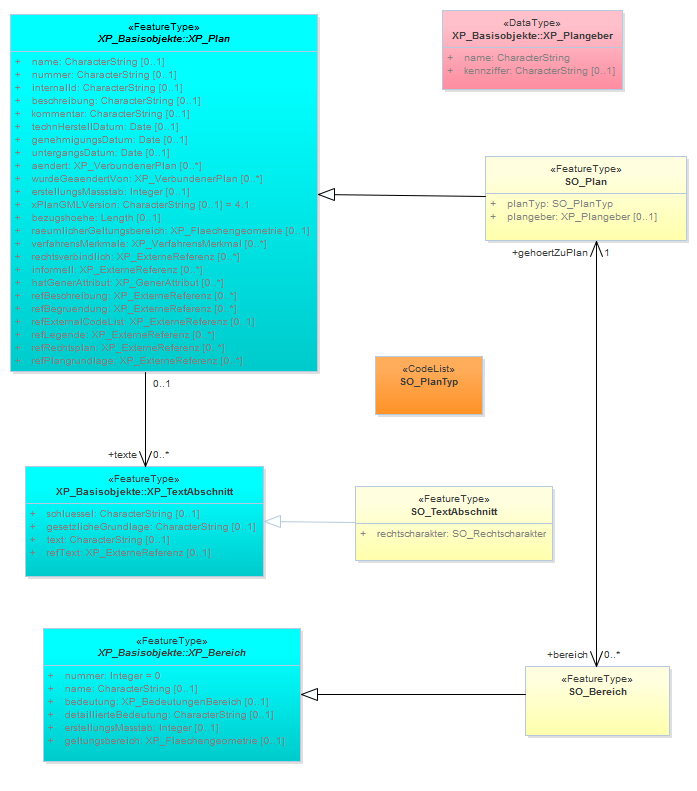 «FeatureType»
XP_Basisobjekte::XP_Plan
+ name: CharacterString [0..1]
+ nummer: CharacterString [0..1]
+ internalId: CharacterString [0..1]
+ beschreibung: CharacterString [0..1]
+ kommentar: CharacterString [0..1]
+ technHerstellDatum: Date [0..1]
+ genehmigungsDatum: Date [0..1]
+ untergangsDatum: Date [0..1]
+ aendert: XP_VerbundenerPlan [0..*]
+ wurdeGeaendertVon: XP_VerbundenerPlan [0..*]
+ erstellungsMassstab: Integer [0..1]
+ xPlanGMLVersion: CharacterString [0..1] = 4.1
+ bezugshoehe: Length [0..1]
+ raeumlicherGeltungsbereich: XP_Flaechengeometrie [0..1]
+ verfahrensMerkmale: XP_VerfahrensMerkmal [0..*]
+ rechtsverbindlich: XP_ExterneReferenz [0..*]
+ informell: XP_ExterneReferenz [0..*]
+ hatGenerAttribut: XP_GenerAttribut [0..*]
+ refBeschreibung: XP_ExterneReferenz [0..*]
+ refBegruendung: XP_ExterneReferenz [0..*]
+ refExternalCodeList: XP_ExterneReferenz [0..1]
+ refLegende: XP_ExterneReferenz [0..*]
+ refRechtsplan: XP_ExterneReferenz [0..*]
+ refPlangrundlage: XP_ExterneReferenz [0..*]
«DataType»
XP_Basisobjekte::XP_Plangeber
+ name: CharacterString
+ kennziffer: CharacterString [0..1]
«FeatureType»
SO_Plan
+ planTyp: SO_PlanTyp
+ plangeber: XP_Plangeber [0..1]
+gehoertZuPlan 1
«CodeList»
SO_PlanTyp
0..1
+texte 0..*
«FeatureType»
XP_Basisobjekte::XP_TextAbschnitt
+ schluessel: CharacterString [0..1]
+ gesetzlicheGrundlage: CharacterString [0..1]
+ text: CharacterString [0..1]
+ refText: XP_ExterneReferenz [0..1]
«FeatureType»
SO_TextAbschnitt
+ rechtscharakter: SO_Rechtscharakter
«FeatureType»
XP_Basisobjekte::XP_Bereich
+ nummer: Integer = 0
+ name: CharacterString [0..1]
+ bedeutung: XP_BedeutungenBereich [0..1]
+ detaillierteBedeutung: CharacterString [0..1]
+ erstellungsMasstab: Integer [0..1]
+ geltungsbereich: XP_Flaechengeometrie [0..1]
+bereich 0..*
«FeatureType»
SO_Bereich